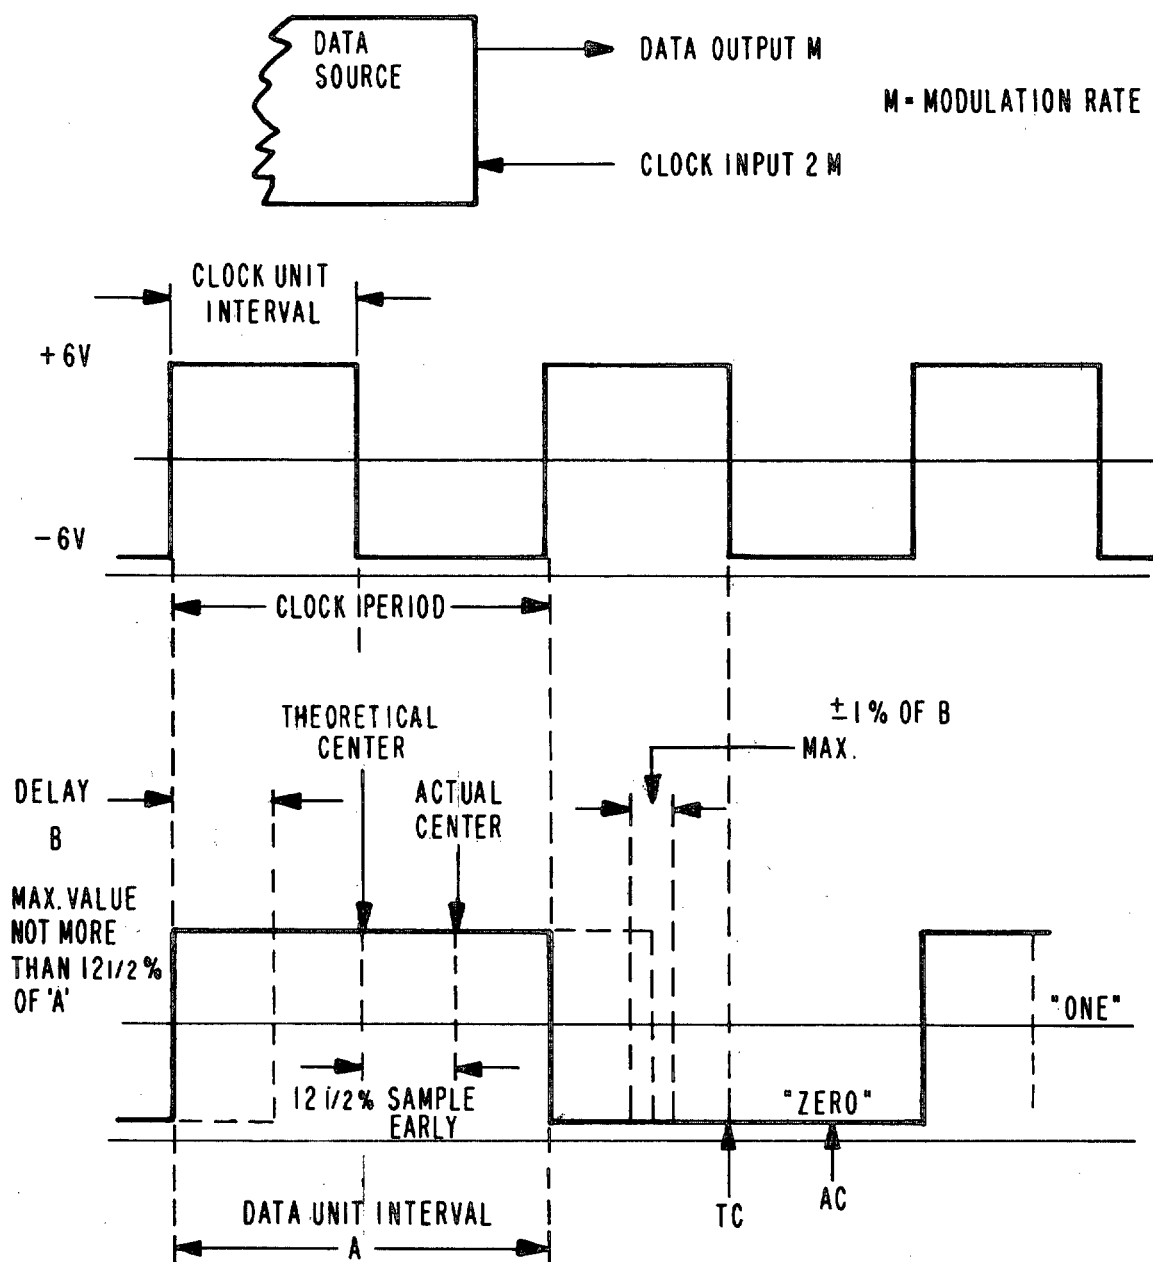 DATA
SOURCE
DATA OUTPUT M
M = MODULATION RATE
CLOCK INPUT 2 M
CLOCK UNIT
INTERVAL
+6V
-6V
CLOCK PERIOD
THEORETICAL
CENTER
±1% OF B
MAX.
DELAY
B
ACTUAL
CENTER
MAX. VALUE
NOT MORE
THAN 12 1/2%
OF 'A'
"ONE"
12 1/2% SAMPLE
EARLY
"ZERO"
TC
AC
DATA UNIT INTERVAL
A